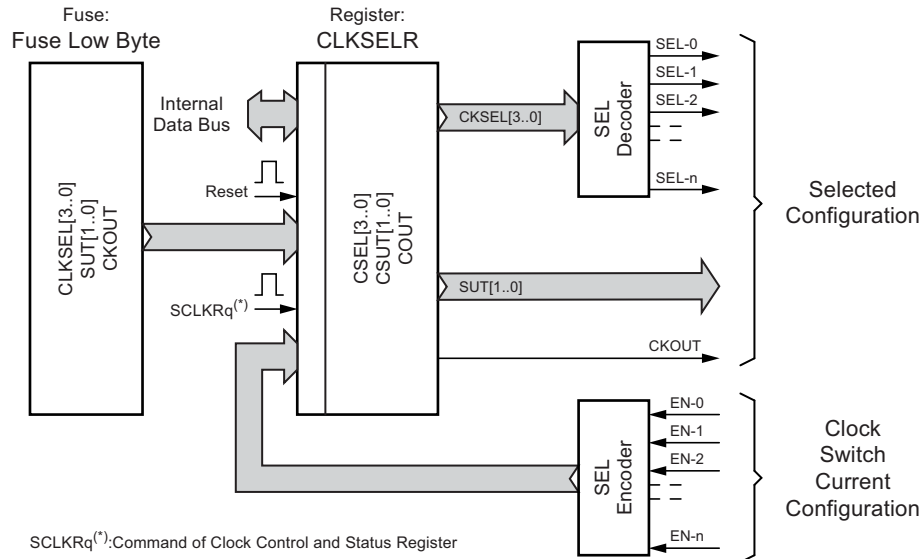 Fuse:
Fuse Low Byte
Register:
CLKSELR
Internal
Data Bus
Reset
SCLKRq(*)
CLKSEL[3..0]
SUT[1..0]
CKOUT
CSEL[3..0]
CSUT[1..0]
COUT
CKSEL[3..0]
SUT[1..0]
CKOUT
SEL
Decoder
SEL-0
SEL-1
SEL-2
SEL-n
Selected
Configuration
SEL
Encoder
EN-0
EN-1
EN-2
EN-n
Clock
Switch
Current
Configuration
SCLKRq(*):Command of Clock Control and Status Register